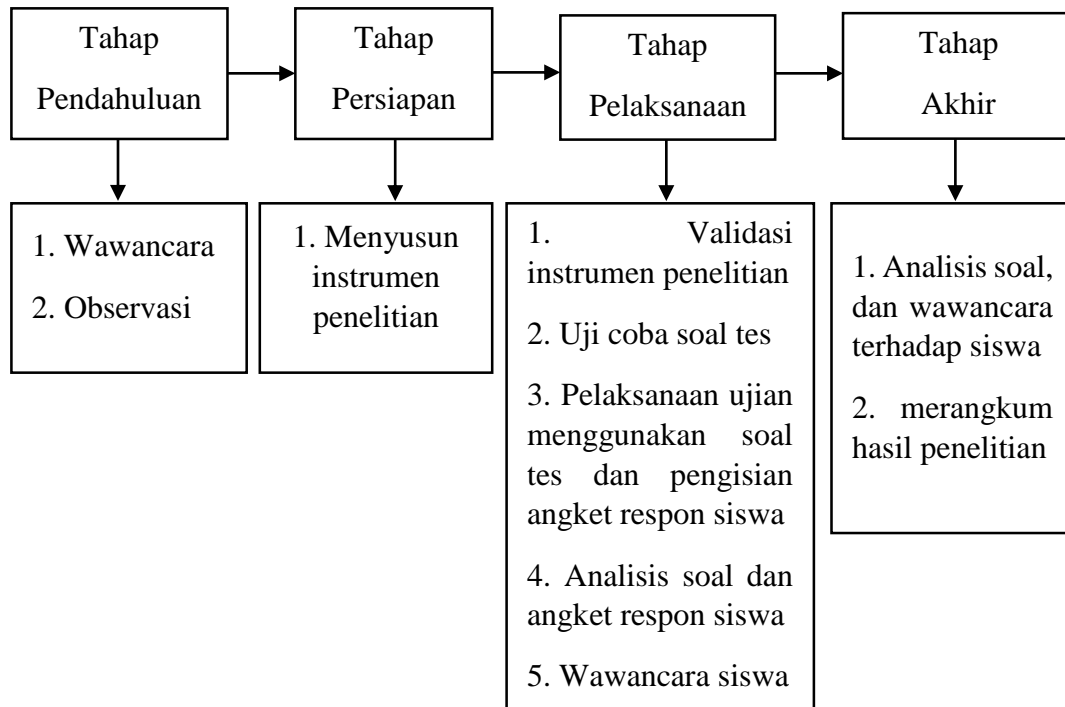 Tahap
Pendahuluan
Tahap
Persiapan
Tahap
Pelaksanaan
Tahap
Akhir
1. Wawancara
2. Observasi
1. Menyusun
instrumen
penelitian
1. Validasi
instrumen penelitian
2. Uji coba soal tes
3. Pelaksanaan ujian
menggunakan soal
tes dan pengisian
angket respon siswa
4. Analisis soal dan
angket respon siswa
5. Wawancara siswa
1. Analisis soal,
dan wawancara
terhadap siswa
2. merangkum
hasil penelitian